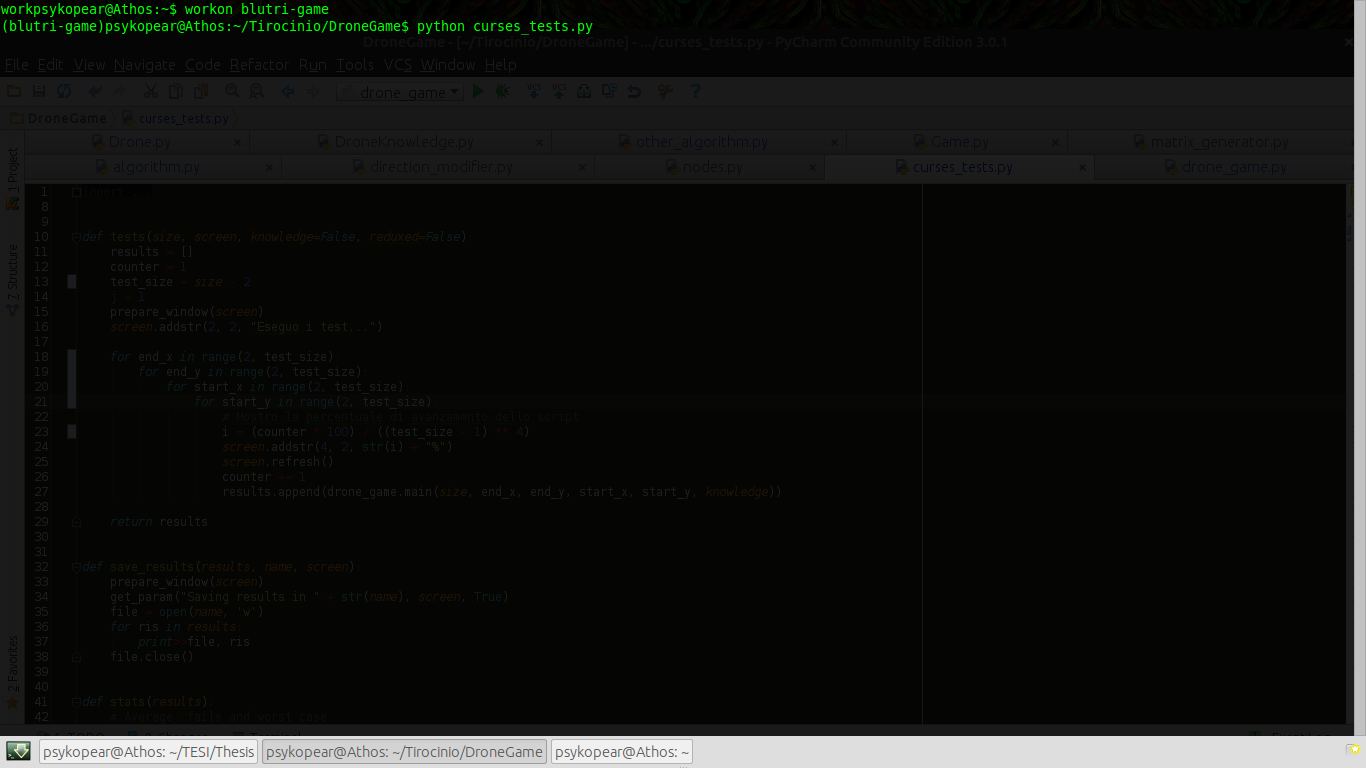 workpsykopear@Athos:~$ workon blutri-game
(blutri-game)psykopear@Athos:~/Tirocinio/DroneGame$ python curses_tests.py
DroneGame - [~/Tirocinio/DroneGame] - .../curses_tests.py - PyCharm Community Edition 3.0.1
File Edit View Navigate Code Refactor Run Tools VCS Window Help
drone_game
DroneGame curses_tests.py
Drone.py DroneKnowledge.py other_algorithm.py Game.py matrix_generator.py
algorithm.py direction_modifier.py nodes.py curses_tests.py drone_game.py
1: Project
Z: Structure
2: Favorites
1
8
9
10 def tests(size, screen, knowledge=False, reduxed=False)
11 results = []
12 counter = 1
13 test_size = size 2
14 j = 1
15 prepare_window(screen)
16 screen.addstr(2, 2, "Eseguo i test...")
17
18 for end_x in range(2, test_size):
19 for end_y in range(2, test_size)
20 for start_x in range(2, test_size)
21 for start_y in range(2, test_size)
22 # Mostro la percentuale di avanzamento dello script
23 i = (counter * 100) / ((test_size - 1) ** 4)
24 screen.addstr(4, 2, str(i) + "%")
25 screen.refresh()
26 counter += 1
27 results.append(drone_game.main(size, end_x, end_y, start_x, start_y, knowledge))
28
29 return results
30
31
32 def save_results(results, name, screen)
33 prepare_window(screen)
34 get_param("Saving results in " + str(name), screen, True)
35 file = open(name, 'w')
36 for ris in results
37 print>>file, ris
38 file.close()
39
40
41 def stats(results):
42 # Average, fails and worst case
psykopear@Athos: ~/TESI/Thesis psykopear@Athos: ~/Tirocinio/DroneGame psykopear@Athos: ~